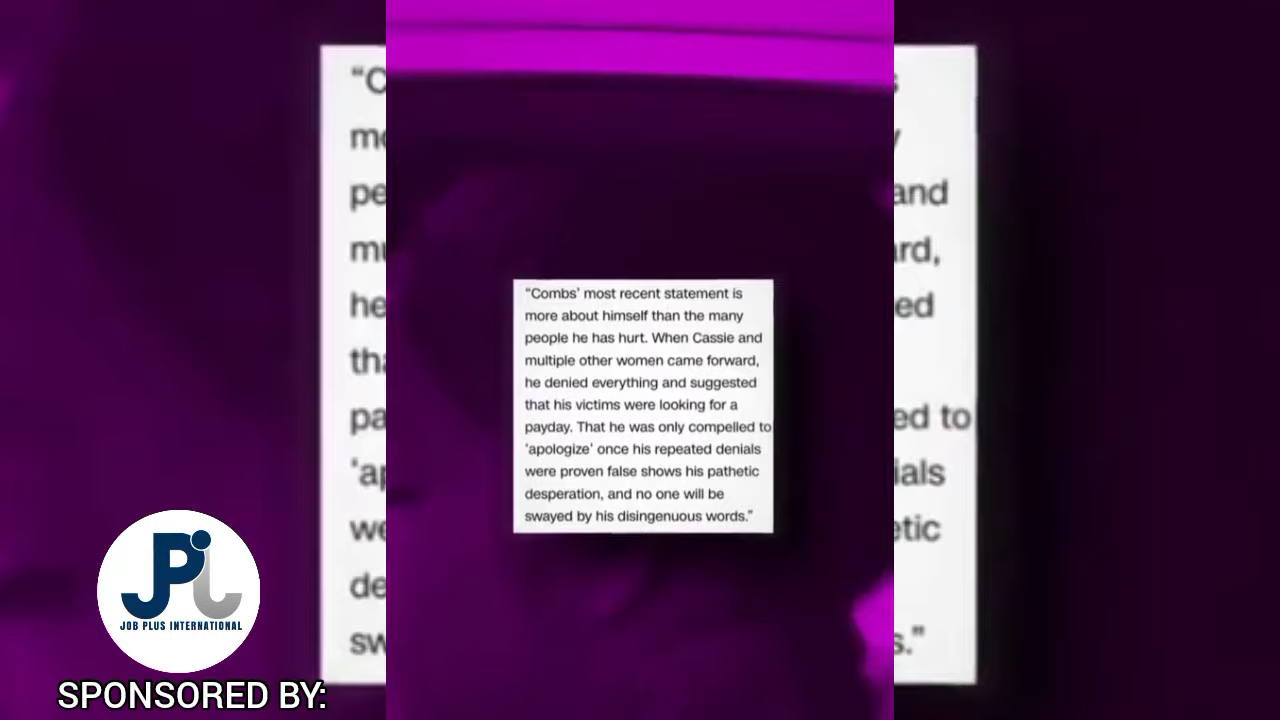 “Combs’ most recent statement is
more about himself than the many
people he has hurt. When Cassie and
multiple other women came forward,
he denied everything and suggested
that his victims were looking for a
payday. That he was only compelled to
‘apologize’ once his repeated denials
were proven false shows his pathetic
desperation, and no one will be
swayed by his disingenuous words.”
JPI
JOB PLUS INTERNATIONAL
SPONSORED BY: